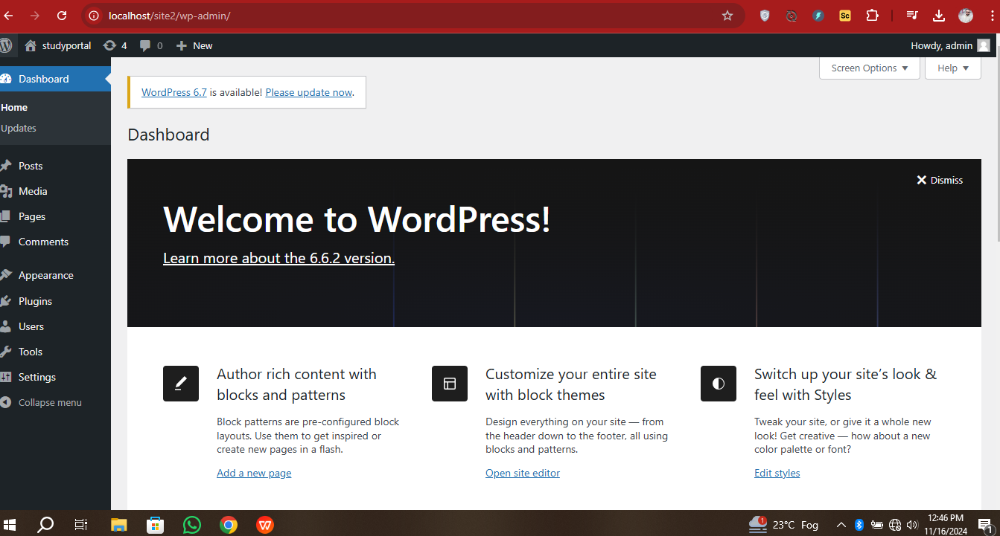 localhost/site2/wp-admin/
Sc
studyportal
4
0
New
Howdy, admin
Dashboard
Home
Updates
Posts
Media
Pages
Comments
Appearance
Plugins
Users
Tools
Settings
Collapse menu
Screen Options
Help
WordPress 6.7 is available! Please update now.
Dashboard
Dismiss
Welcome to WordPress!
Learn more about the 6.6.2 version.
Author rich content with
blocks and patterns
Block patterns are pre-configured block
layouts. Use them to get inspired or
create new pages in a flash.
Add a new page
Customize your entire site
with block themes
Design everything on your site — from
the header down to the footer, all using
blocks and patterns.
Open site editor
Switch up your site’s look &
feel with Styles
Tweak your site, or give it a whole new
look! Get creative — how about a new
color palette or font?
Edit styles
W
1
23°C Fog
12:46 PM
11/16/2024
1